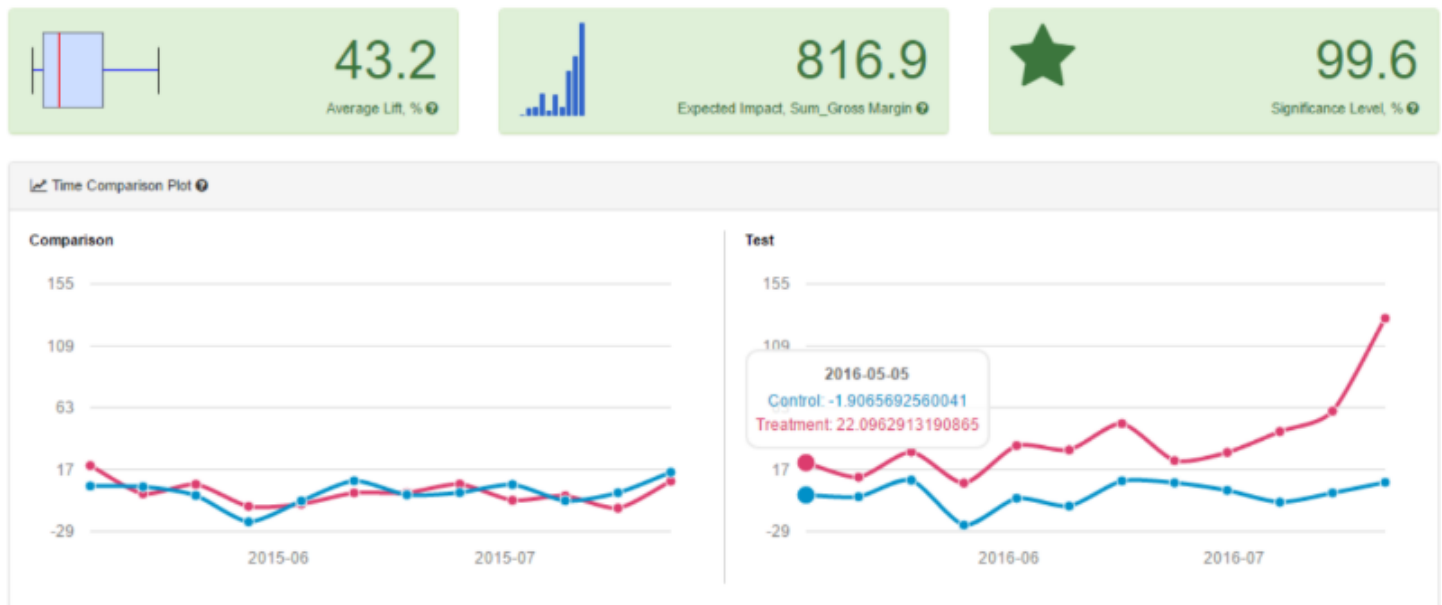 43.2
Average Lift, %
816.9
Expected Impact, Sum_Gross Margin
99.6
Significance Level, %
Time Comparison Plot
Comparison
155
109
63
17
-29
2015-06
2015-07
Test
155
109
2016-05-05
Control: -1.9065692560041
Treatment: 22.0962913190865
63
17
-29
2016-06
2016-07